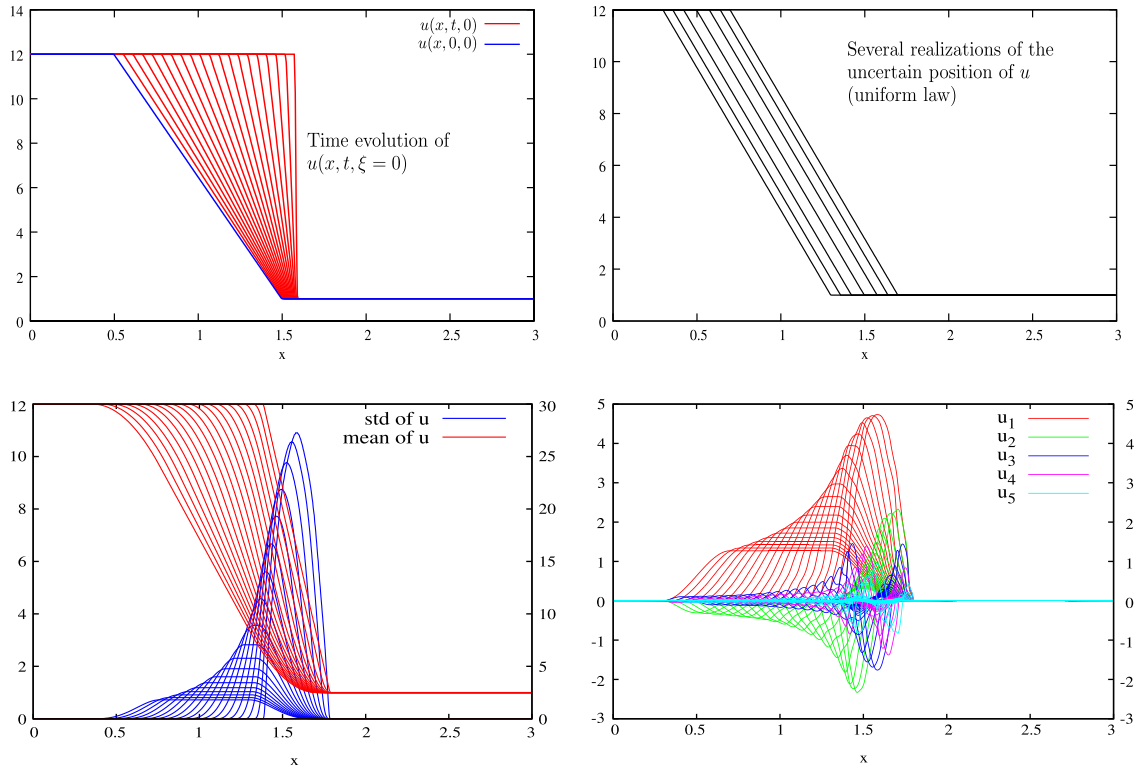 u(x, t, 0)
u(x, 0, 0)
Time evolution of
u(x, t, ξ = 0)
0 2 4 6 8 10 12 14
0 0.5 1 1.5 2 2.5 3
x
Several realizations of the
uncertain position of u
(uniform law)
0 2 4 6 8 10 12
0 0.5 1 1.5 2 2.5 3
x
std of u
mean of u
0 2 4 6 8 10 12
0 5 10 15 20 25 30
0 0.5 1 1.5 2 2.5 3
x
u1
u2
u3
u4
u5
-3 -2 -1 0 1 2 3 4 5
-3 -2 -1 0 1 2 3 4 5
0 0.5 1 1.5 2 2.5 3
x